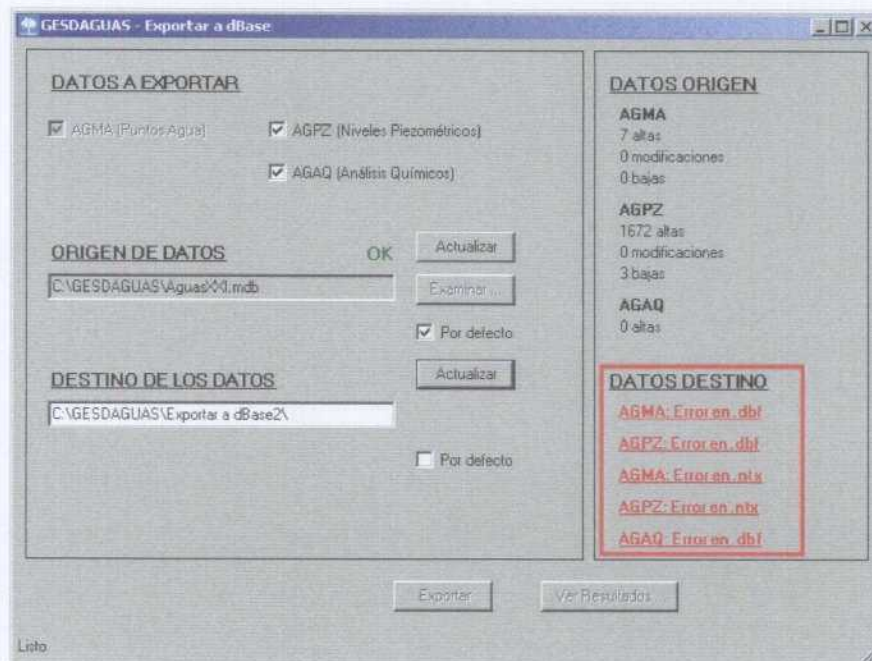 GESDAGUAS - Exportar a dBase
DATOS A EXPORTAR
AGMA (Puntos Agua)
AGPZ (Niveles Piezométricos)
AGAQ (Análisis Químicos)
ORIGEN DE DATOS
OK
Actualizar
C:\GESDAGUAS\AguasXXI.mdb
Examinar ...
Por defecto
DESTINO DE LOS DATOS
Actualizar
C:\GESDAGUAS\Exportar a dBase2\
Por defecto
DATOS ORIGEN
AGMA
7 altas
0 modificaciones
0 bajas
AGPZ
1672 altas
0 modificaciones
3 bajas
AGAQ
0 altas
DATOS DESTINO
AGMA: Error en .dbf
AGPZ: Error en .dbf
AGMA: Error en .ntx
AGPZ: Error en .ntx
AGAQ: Error en .dbf
Exportar
Ver Resultados
Listo